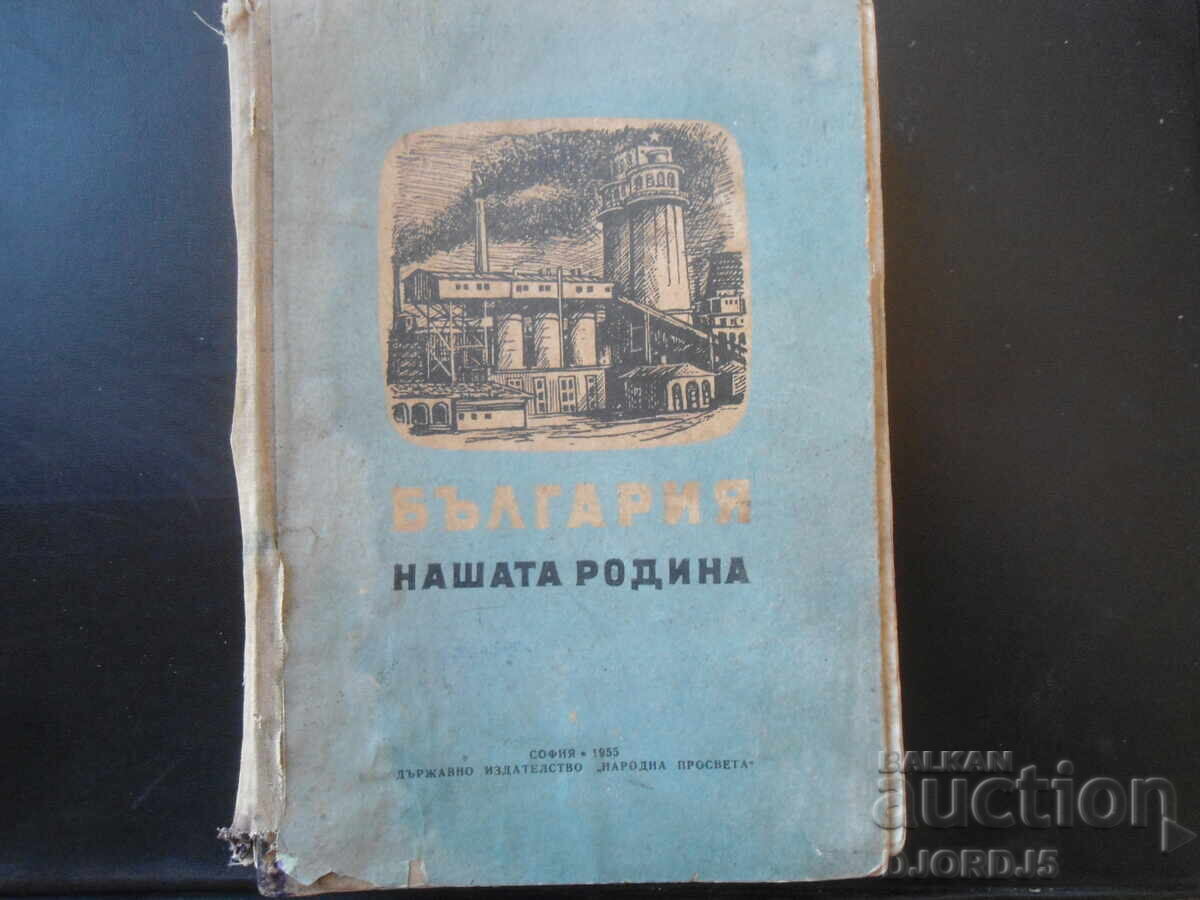 БЪЛГАРИЯ
НАШАТА РОДИНА
СОФИЯ • 1955
ДЪРЖАВНО ИЗДАТЕЛСТВО „НАРОДНА ПРОСВЕТА"
BALKAN
auction
DJORDJ5